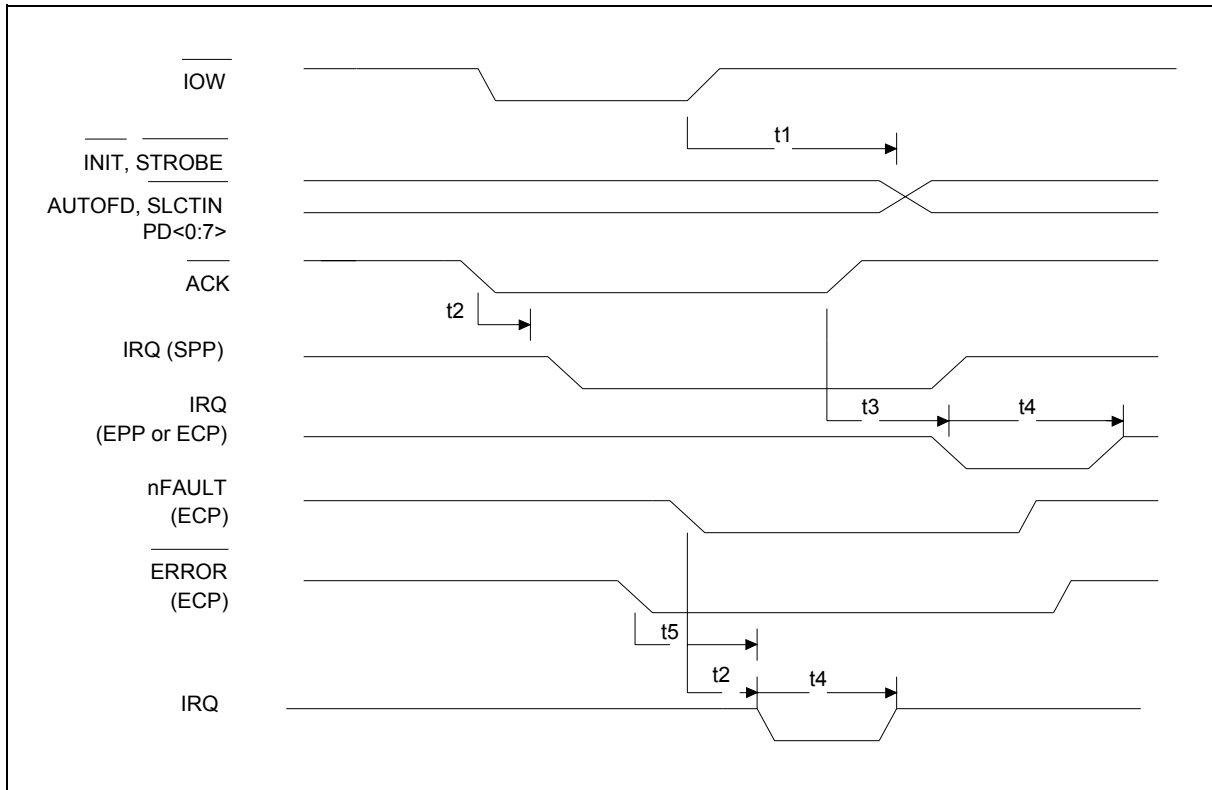 IOW
t1
INIT, STROBE
AUTOFD, SLCTIN
PD<0:7>
ACK
t2
IRQ (SPP)
IRQ
(EPP or ECP)
t3
t4
nFAULT
(ECP)
ERROR
(ECP)
t5
t2
t4
IRQ